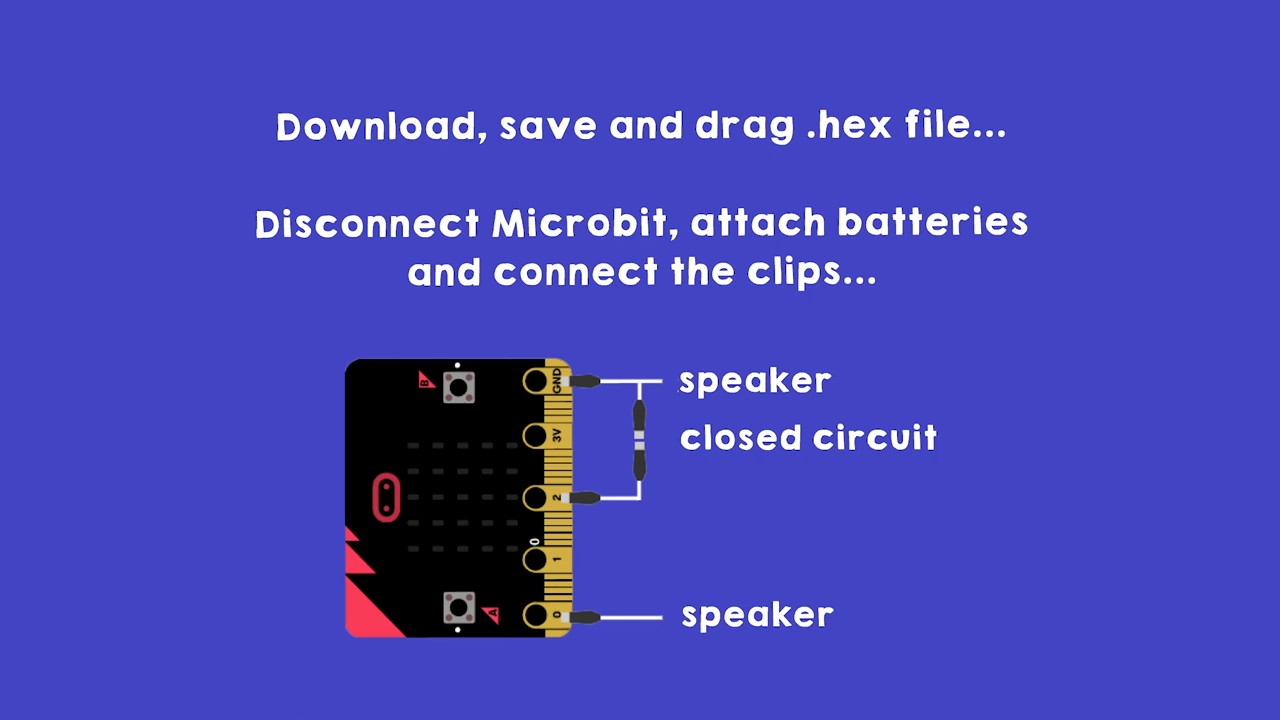 Download, save and drag .hex file...
Disconnect Microbit, attach batteries
and connect the clips...
B
GND
speaker
3V
closed circuit
2
0
1
A
0
speaker